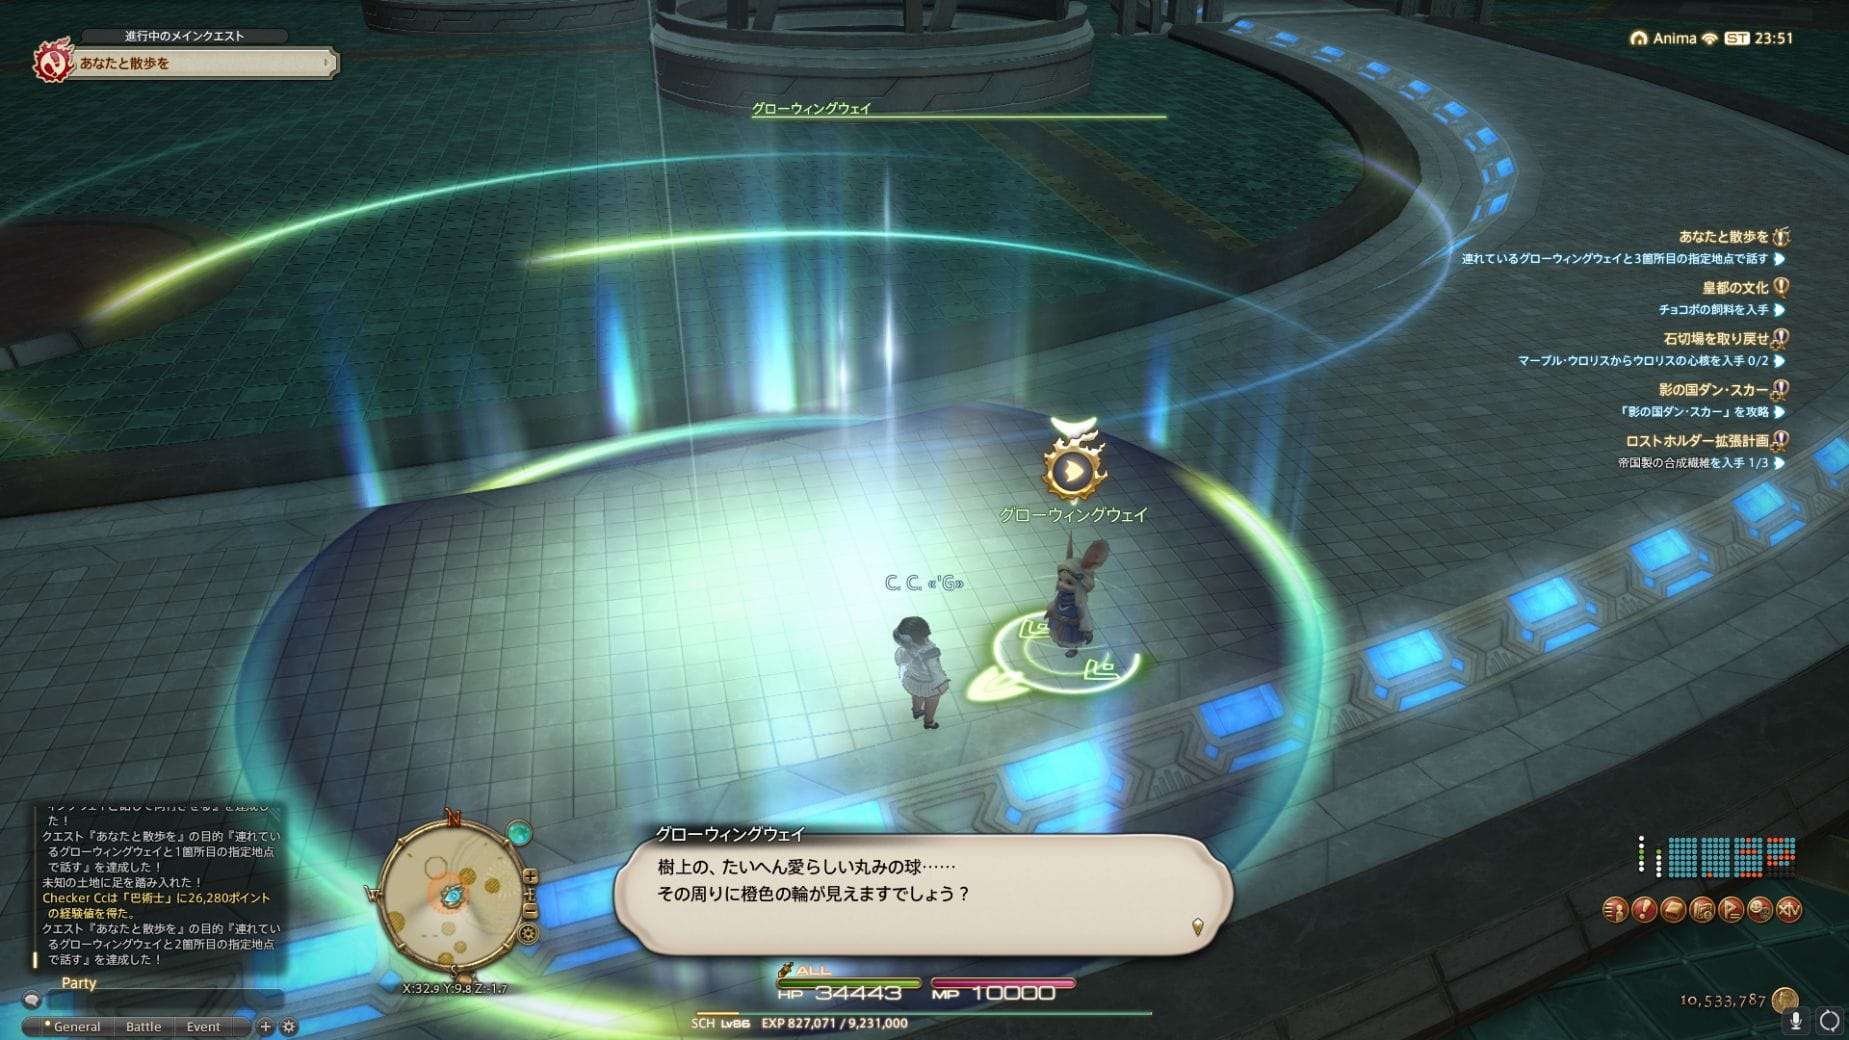 進行中のメインクエスト
あなたと散歩を
Anima ST 23:51
グローウィングウェイ
あなたと散歩を
連れているグローウィングウェイと3箇所目の指定地点で話す
皇都の文化
チョコボの飼料を入手
石切場を取り戻せ
マーブル・ウロリスからウロリスの心核を入手 0/2
影の国ダン・スカー
「影の国ダン・スカー」を攻略
ロストホルダー拡張計画
帝国製の合成繊維を入手 1/3
グローウィングウェイ
C. C. «'G»
た！
クエスト『あなたと散歩を』の目的『連れてい
るグローウィングウェイと1箇所目の指定地点
で話す』を達成した！
未知の土地に足を踏み入れた！
Checker Ccは「巴術士」に26,280ポイント
の経験値を得た。
クエスト『あなたと散歩を』の目的『連れてい
るグローウィングウェイと2箇所目の指定地点
で話す』を達成した！
Party
General Battle Event
N
W
X:32.9 Y:9.8 Z:-1.7
グローウィングウェイ
樹上の、たいへん愛らしい丸みの球……
その周りに橙色の輪が見えますでしょう？
ALL
HP 34443 MP 10000
SCH Lv86 EXP 827,071 / 9,231,000
XIV
10,533,787